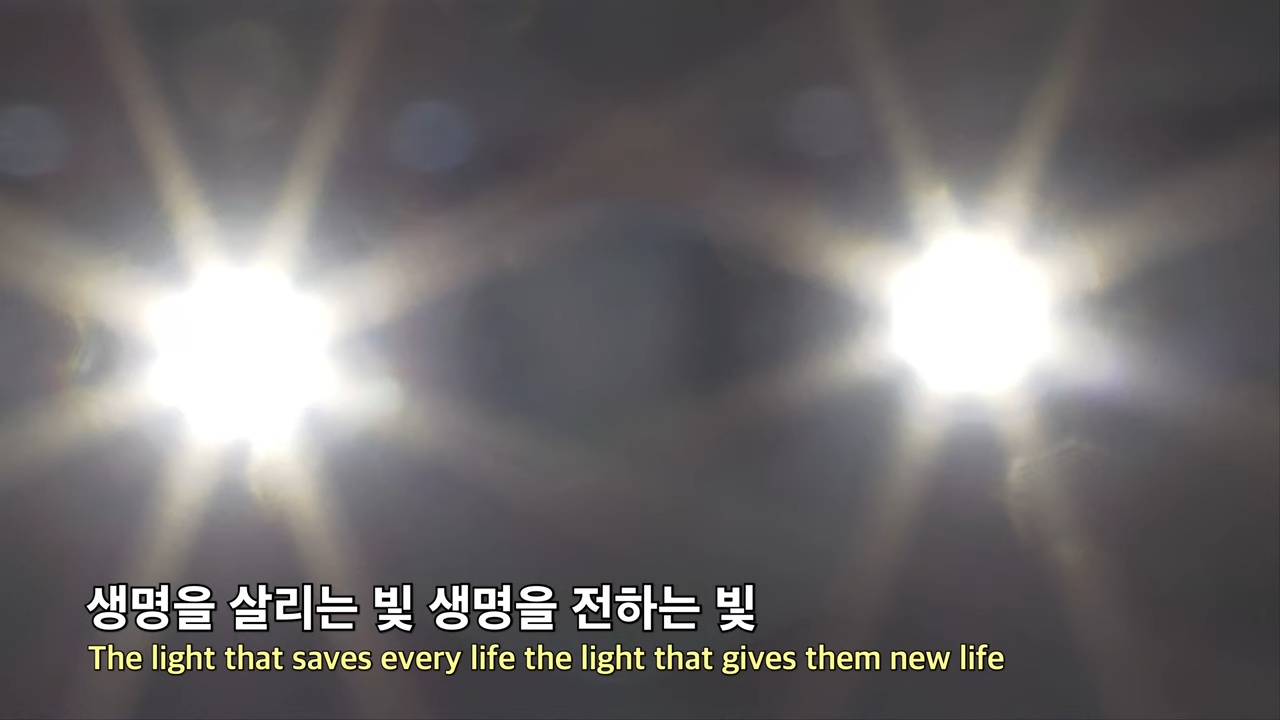 생명을 살리는 빛 생명을 전하는 빛
The light that saves every life the light that gives them new life